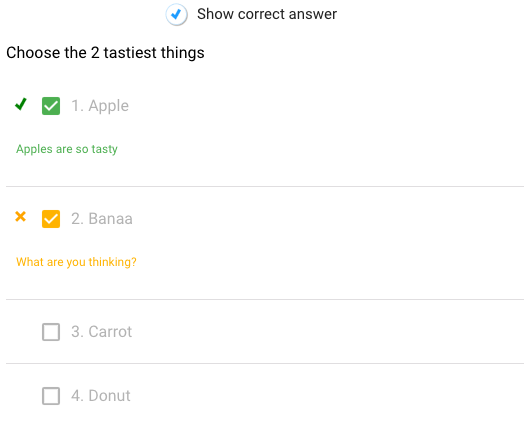 Show correct answer
Choose the 2 tastiest things
1. Apple
Apples are so tasty
2. Banaa
What are you thinking?
3. Carrot
4. Donut